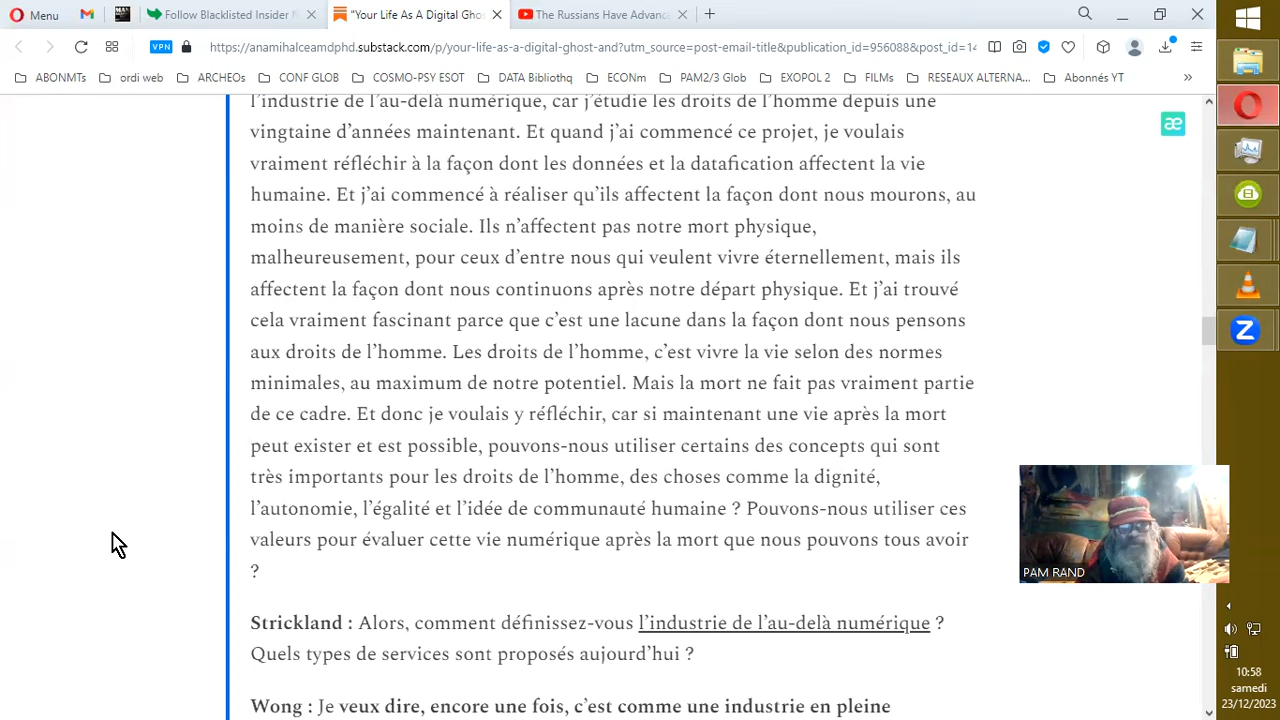 Menu
Follow Blacklisted Insider
"Your Life As A Digital Ghos
The Russians Have Advanc
VPN
https://anamihalceamdphd.substack.com/p/your-life-as-a-digital-ghost-and?utm_source=post-email-title&publication_id=956088&post_id=14
ABONMTs
ordi web
ARCHEOs
CONF GLOB
COSMO-PSY ESOT
DATA Bibliothq
ECONm
PAM2/3 Glob
EXOPOL 2
FILMs
RESEAUX ALTERNA...
Abonnés YT
»
l'industrie de l'au-delà numérique, car j'étudie les droits de l'homme depuis une
vingtaine d'années maintenant. Et quand j'ai commencé ce projet, je voulais
vraiment réfléchir à la façon dont les données et la datafication affectent la vie
humaine. Et j'ai commencé à réaliser qu'ils affectent la façon dont nous mourons, au
moins de manière sociale. Ils n'affectent pas notre mort physique,
malheureusement, pour ceux d'entre nous qui veulent vivre éternellement, mais ils
affectent la façon dont nous continuons après notre départ physique. Et j'ai trouvé
cela vraiment fascinant parce que c'est une lacune dans la façon dont nous pensons
aux droits de l'homme. Les droits de l'homme, c'est vivre la vie selon des normes
minimales, au maximum de notre potentiel. Mais la mort ne fait pas vraiment partie
de ce cadre. Et donc je voulais y réfléchir, car si maintenant une vie après la mort
peut exister et est possible, pouvons-nous utiliser certains des concepts qui sont
très importants pour les droits de l'homme, des choses comme la dignité,
l'autonomie, l'égalité et l'idée de communauté humaine ? Pouvons-nous utiliser ces
valeurs pour évaluer cette vie numérique après la mort que nous pouvons tous avoir
?
Strickland : Alors, comment définissez-vous l'industrie de l'au-delà numérique ?
Quels types de services sont proposés aujourd'hui ?
Wong : Je veux dire, encore une fois, c'est comme une industrie en pleine
æ
PAM RAND
10:58
samedi
23/12/2023